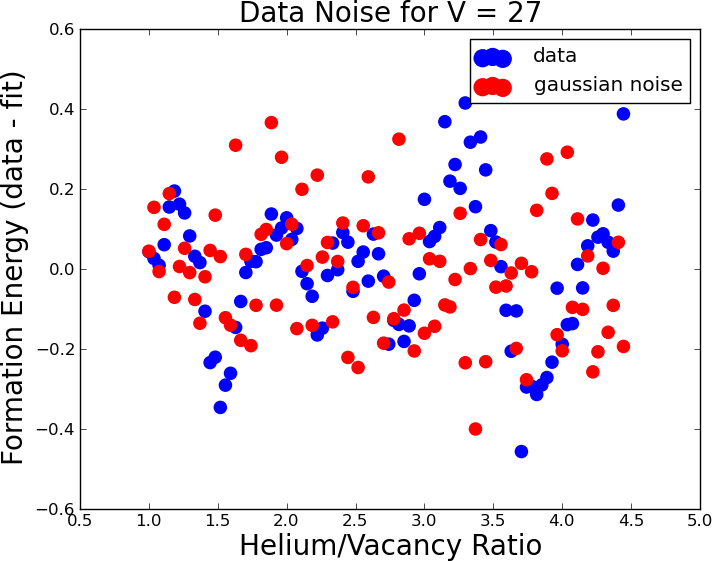 Data Noise for V = 27
Formation Energy (data - fit)
0.6
0.4
0.2
0.0
−0.2
−0.4
−0.6
data
gaussian noise
0.5 1.0 1.5 2.0 2.5 3.0 3.5 4.0 4.5 5.0
Helium/Vacancy Ratio